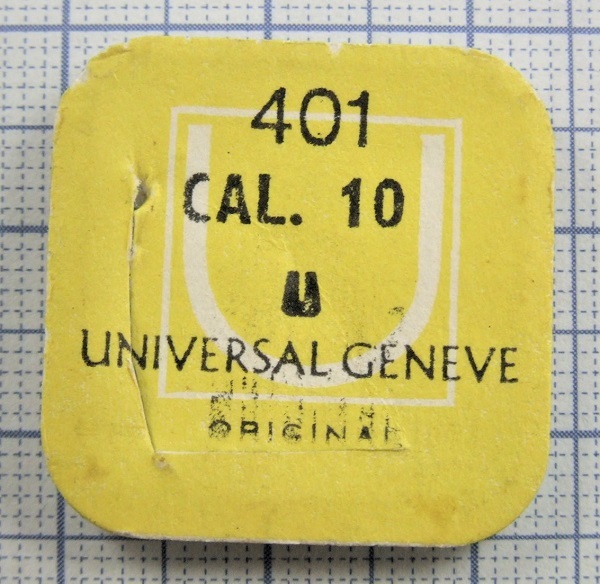 401
CAL. 10
U
UNIVERSAL GENEVE
ORIGINAL